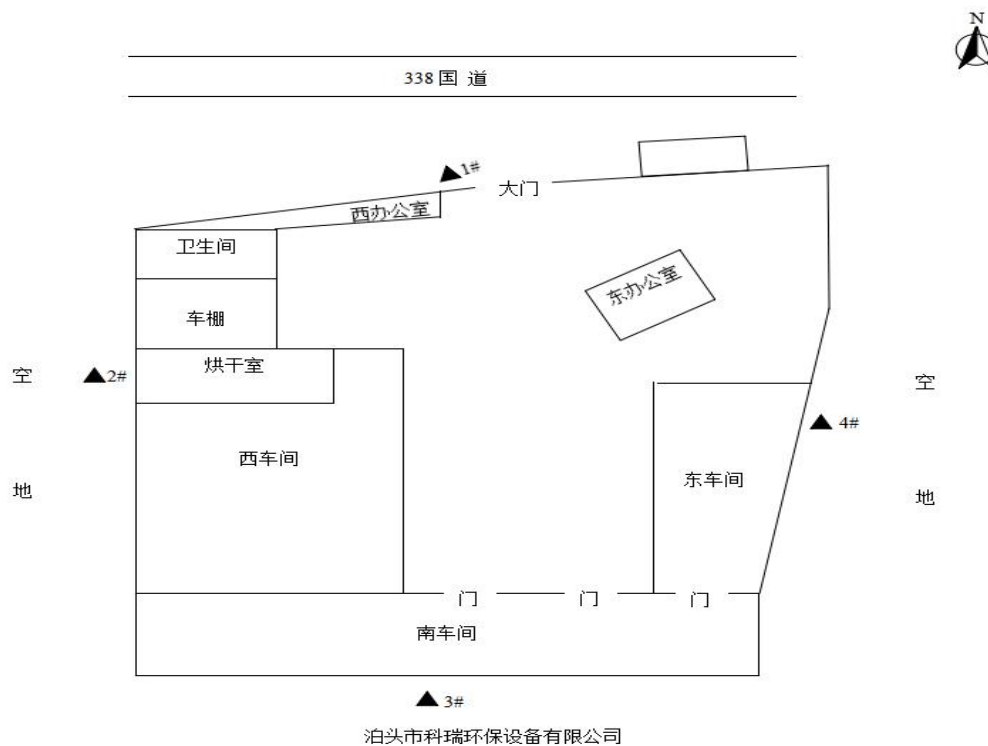 N
338国道
▲1#
大门
西办公室
卫生间
东办公室
车棚
烘干室
空
▲2#
空
▲4#
西车间
东车间
地
地
门
门
门
南车间
▲3#
泊头市科瑞环保设备有限公司